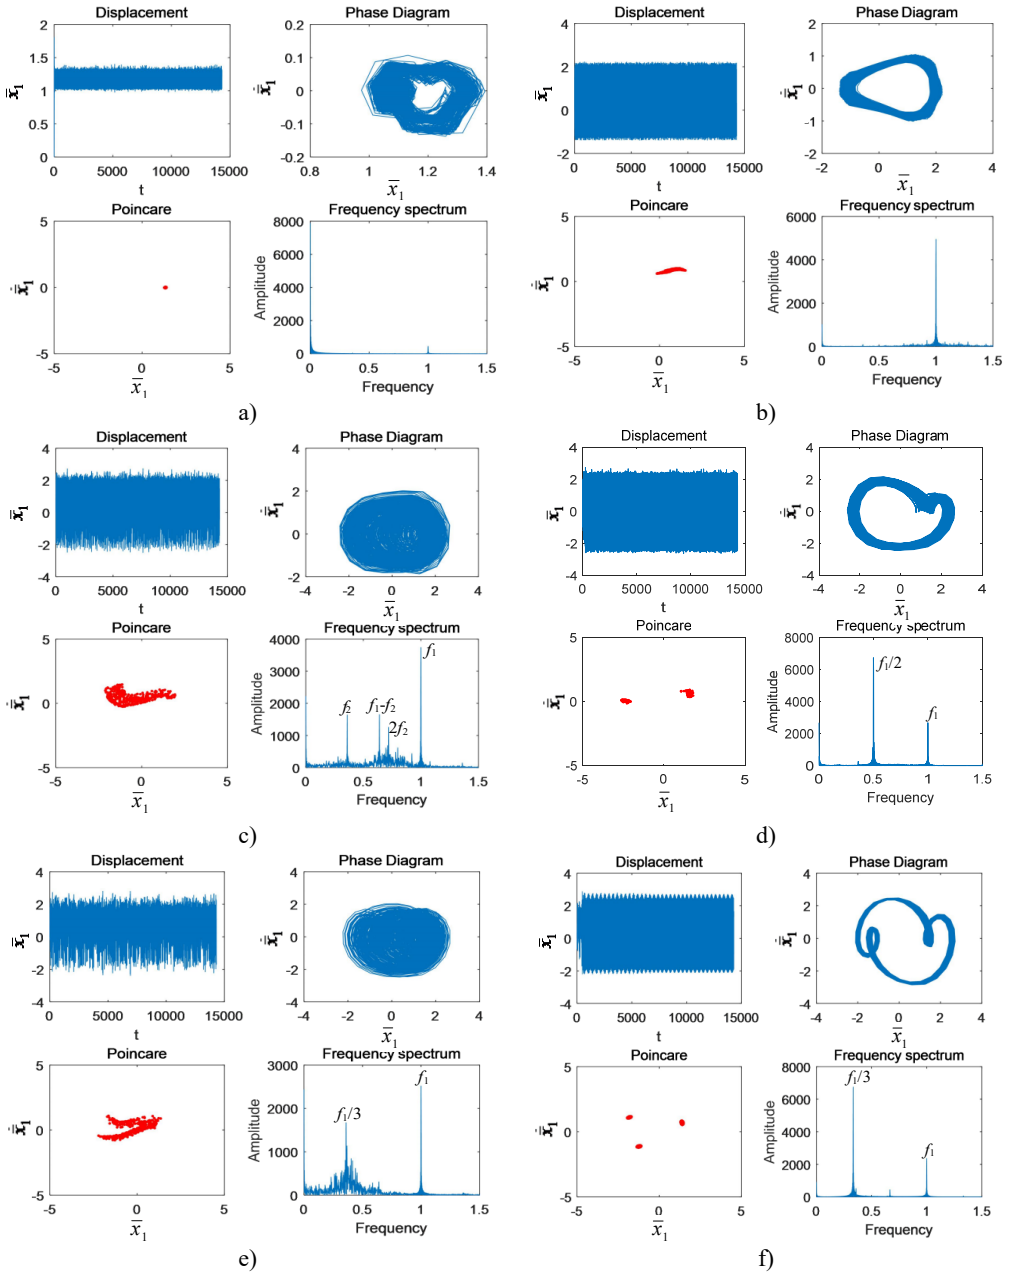 Displacement
2
1.5
1
0.5
0
0 5000 10000 15000
t
x̿₁
Phase Diagram
0.2
0.1
0
-0.1
-0.2
0.8 1 1.2 1.4
x̄₁
Poincare
5
0
-5
-5 0 5
x̄₁
Frequency spectrum
8000
6000
4000
2000
0
0 0.5 1 1.5
Amplitude
Frequency
a)
Displacement
4
2
0
-2
0 5000 10000 15000
t
Phase Diagram
2
1
0
-1
-2
-2 0 2 4
x̄₁
Poincare
5
0
-5
-5 0 5
x̄₁
Frequency spectrum
6000
4000
2000
0
0 0.5 1 1.5
Amplitude
Frequency
b)
Displacement
4
2
0
-2
-4
0 5000 10000 15000
t
Phase Diagram
4
2
0
-2
-4 -2 0 2 4
x̄₁
Poincare
5
0
-5
-5 0 5
x̄₁
Frequency spectrum
4000
3000
2000
1000
0
0 0.5 1 1.5
f₁
f₂
f₁-f₂
2f₂
Amplitude
Frequency
c)
Displacement
4
2
0
-2
-4
0 5000 10000 15000
t
Phase Diagram
4
2
0
-2
-4
-4 -2 0 2 4
x̄₁
Poincare
5
0
-5
-5 0 5
x̄₁
Frequency spectrum
8000
6000
4000
2000
0
0 0.5 1 1.5
f₁/2
f₁
Amplitude
Frequency
d)
Displacement
4
2
0
-2
-4
0 5000 10000 15000
t
Phase Diagram
4
2
0
-2
-4
-4 -2 0 2 4
x̄₁
Poincare
5
0
-5
-5 0 5
x̄₁
Frequency spectrum
3000
2000
1000
0
0 0.5 1 1.5
f₁
f₁/3
Amplitude
Frequency
e)
Displacement
4
2
0
-2
-4
0 5000 10000 15000
t
Phase Diagram
4
2
0
-2
-4
-4 -2 0 2 4
x̄₁
Poincare
5
0
-5
-5 0 5
x̄₁
Frequency spectrum
8000
6000
4000
2000
0
0 0.5 1 1.5
f₁/3
f₁
Amplitude
Frequency
f)